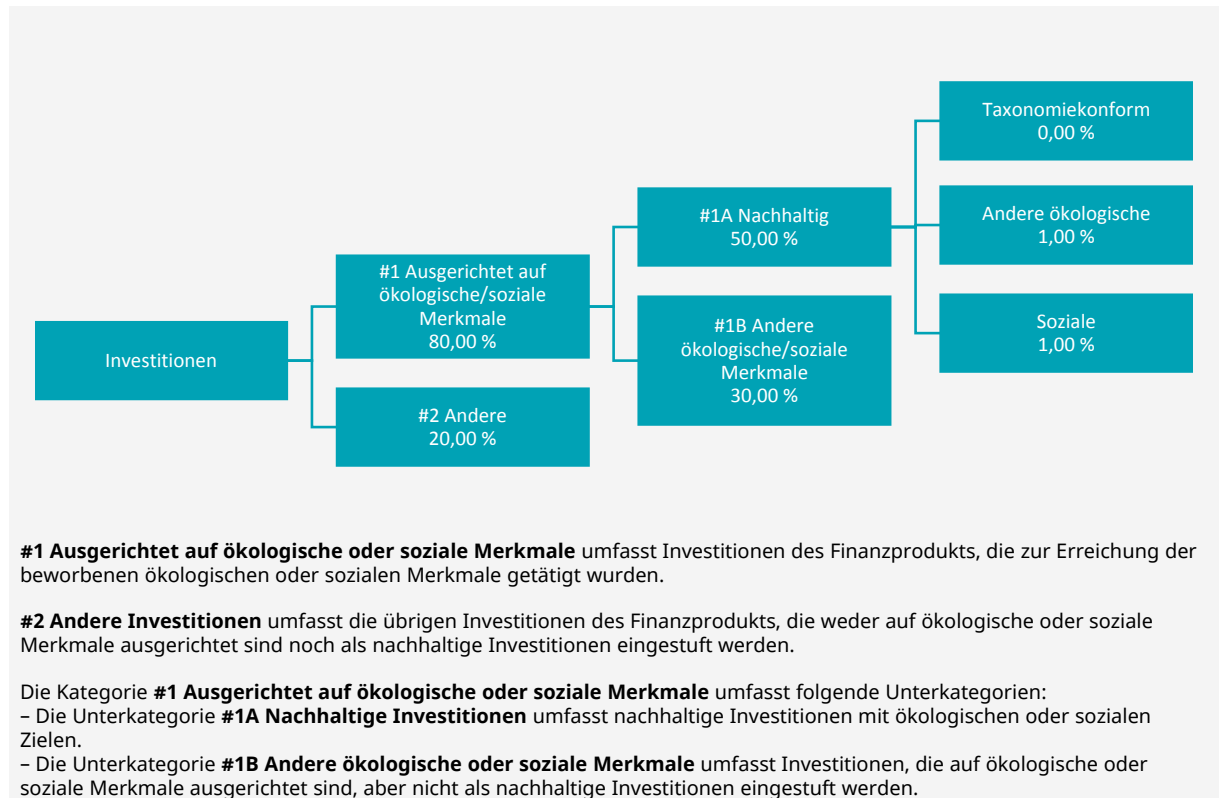 Investitionen
#1 Ausgerichtet auf
ökologische/soziale
Merkmale
80,00 %
#2 Andere
20,00 %
#1A Nachhaltig
50,00 %
#1B Andere
ökologische/soziale
Merkmale
30,00 %
Taxonomiekonform
0,00 %
Andere ökologische
1,00 %
Soziale
1,00 %
#1 Ausgerichtet auf ökologische oder soziale Merkmale umfasst Investitionen des Finanzprodukts, die zur Erreichung der
beworbenen ökologischen oder sozialen Merkmale getätigt wurden.
#2 Andere Investitionen umfasst die übrigen Investitionen des Finanzprodukts, die weder auf ökologische oder soziale
Merkmale ausgerichtet sind noch als nachhaltige Investitionen eingestuft werden.
Die Kategorie #1 Ausgerichtet auf ökologische oder soziale Merkmale umfasst folgende Unterkategorien:
– Die Unterkategorie #1A Nachhaltige Investitionen umfasst nachhaltige Investitionen mit ökologischen oder sozialen
Zielen.
– Die Unterkategorie #1B Andere ökologische oder soziale Merkmale umfasst Investitionen, die auf ökologische oder
soziale Merkmale ausgerichtet sind, aber nicht als nachhaltige Investitionen eingestuft werden.